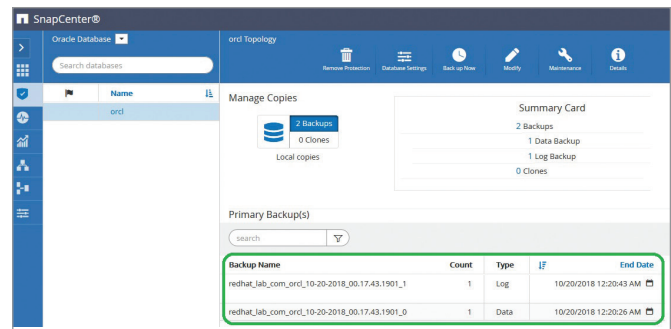 SnapCenter®
Oracle Database
orcl Topology
Remove Protection
Database Settings
Back up Now
Modify
Maintenance
Details
Search databases
Name
orcl
Manage Copies
2 Backups
0 Clones
Local copies
Summary Card
2 Backups
1 Data Backup
1 Log Backup
0 Clones
Primary Backup(s)
search
Backup Name Count Type End Date
redhat_lab_com_orcl_10-20-2018_00.17.43.1901_1 1 Log 10/20/2018 12:20:43 AM
redhat_lab_com_orcl_10-20-2018_00.17.43.1901_0 1 Data 10/20/2018 12:20:26 AM